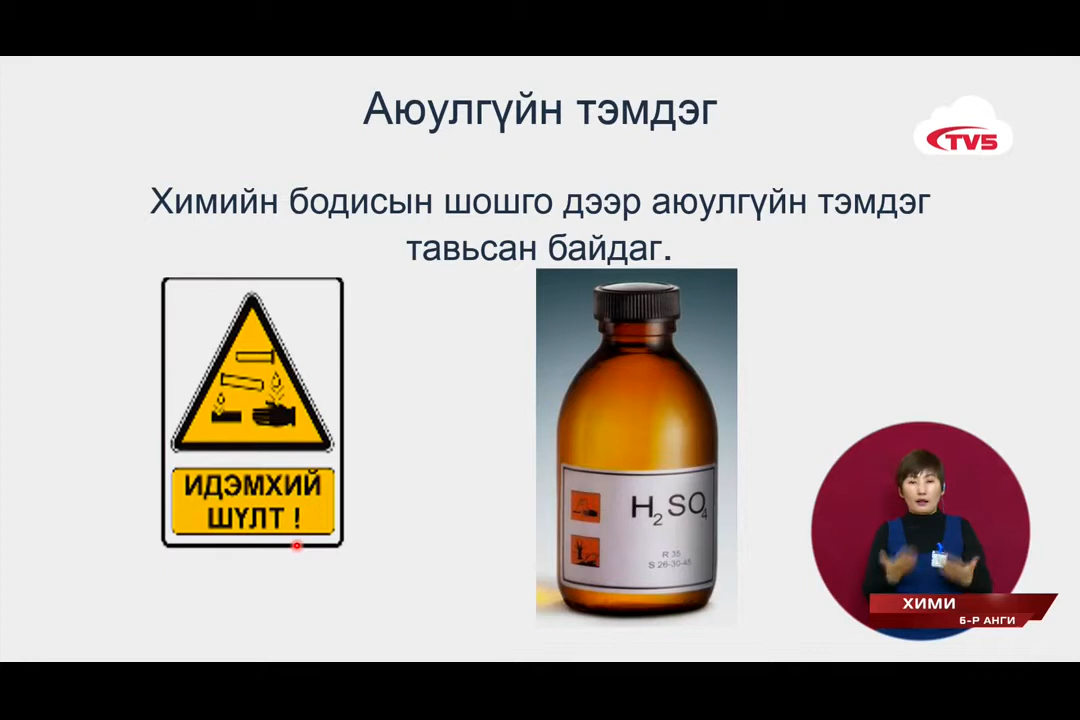 Аюулгүйн тэмдэг
TV5
Химийн бодисын шошго дээр аюулгүйн тэмдэг
тавьсан байдаг.
ИДЭМХИЙ
ШҮЛТ !
H2SO4
R 35
S 26-30-45
ХИМИ
6-Р АНГИ